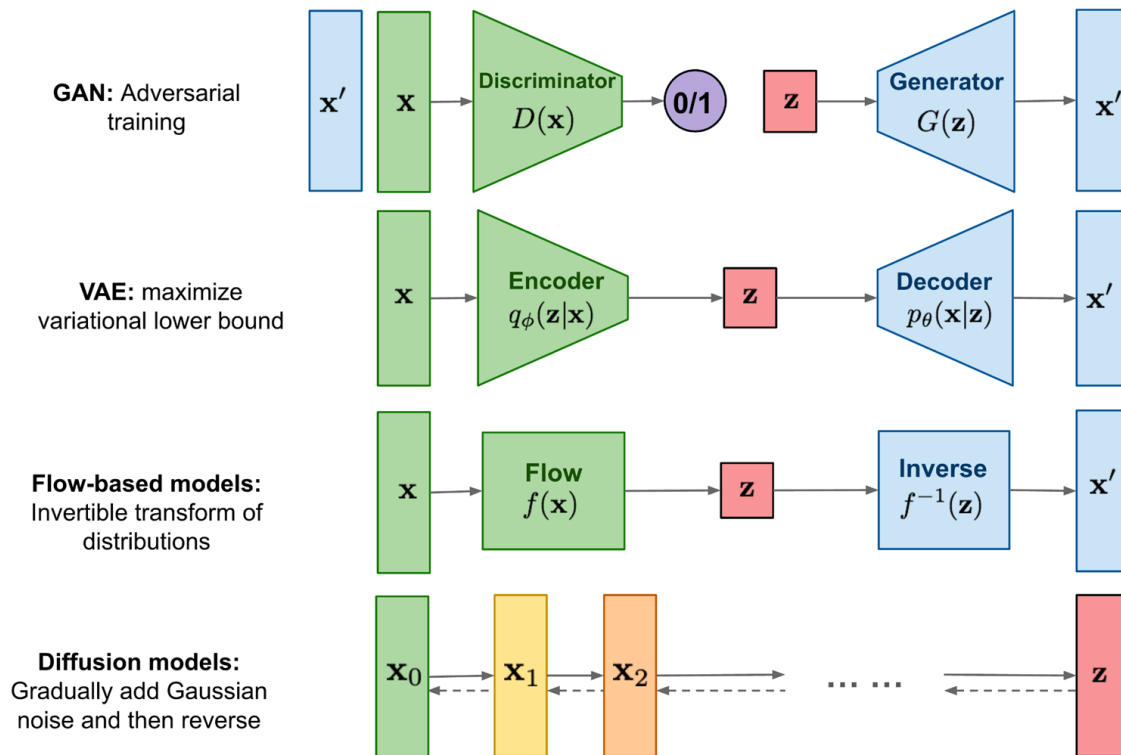 GAN: Adversarial
training
x′
x
Discriminator
D(x)
0/1
z
Generator
G(z)
x′
VAE: maximize
variational lower bound
x
Encoder
qϕ(z|x)
z
Decoder
pθ(x|z)
x′
Flow-based models:
Invertible transform of
distributions
x
Flow
f(x)
z
Inverse
f⁻¹(z)
x′
Diffusion models:
Gradually add Gaussian
noise and then reverse
x₀
x₁
x₂
... ...
z